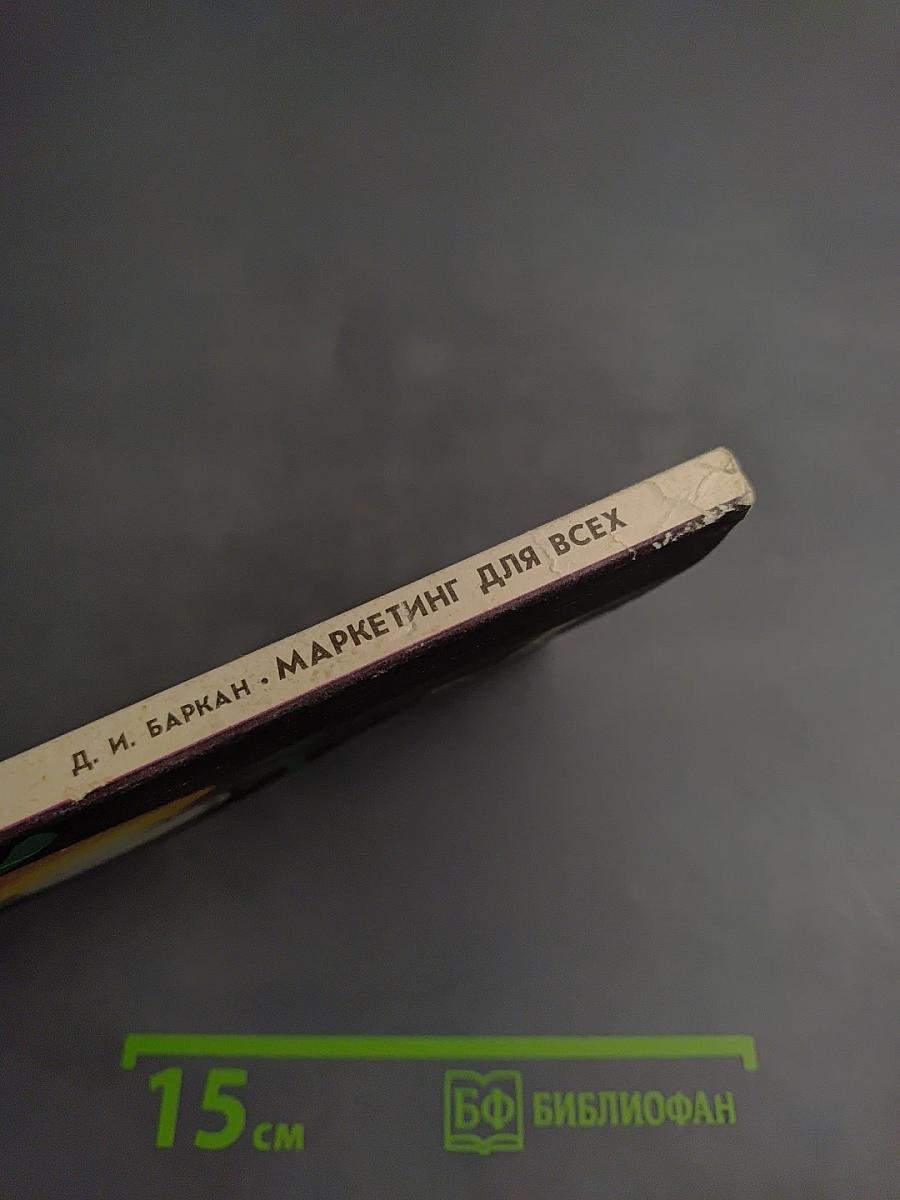 Д. И. БАРКАН · МАРКЕТИНГ ДЛЯ ВСЕХ
15 см
БФ БИБЛИОФАН